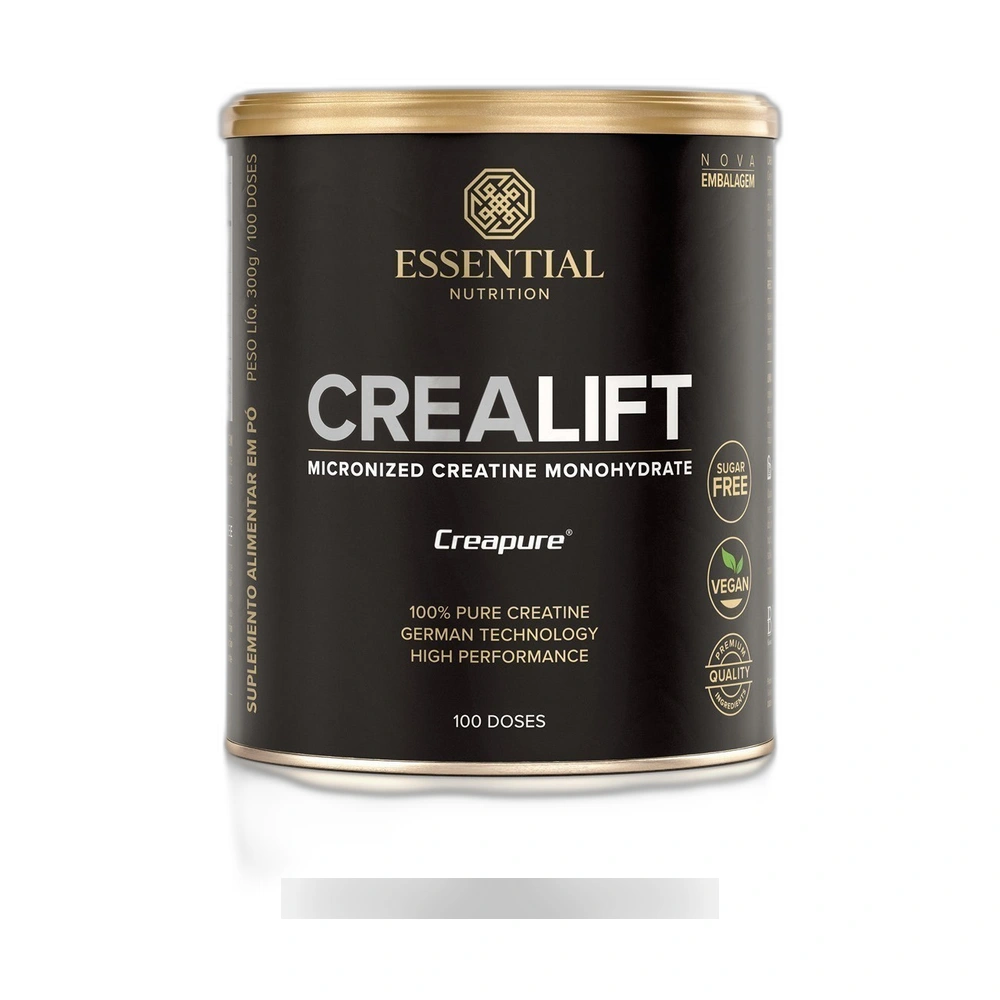 NOVA
EMBALAGEM
ESSENTIAL
NUTRITION
CREALIFT
MICRONIZED CREATINE MONOHYDRATE
Creapure®
100% PURE CREATINE
GERMAN TECHNOLOGY
HIGH PERFORMANCE
100 DOSES
SUGAR
FREE
VEGAN
PREMIUM
QUALITY
INGREDIENTS
SUPLEMENTO ALIMENTAR EM PÓ PESO LÍQ. 300g / 100 DOSES